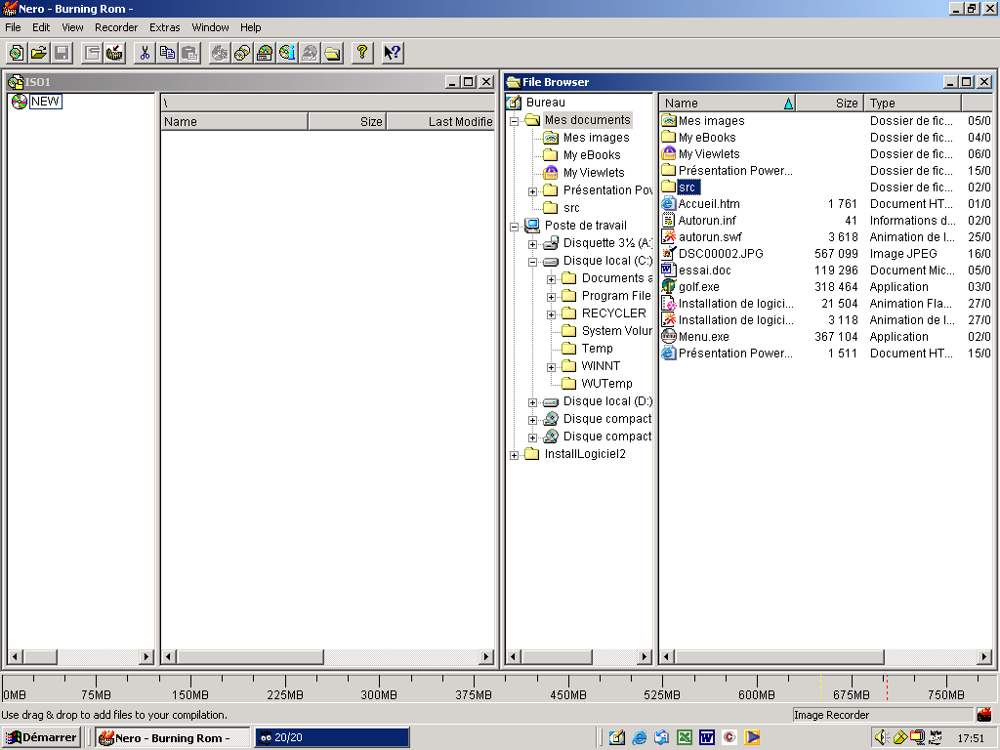 Nero - Burning Rom -
File Edit View Recorder Extras Window Help
ISO1
NEW
\
Name Size Last Modifie
File Browser
Bureau
Mes documents
Mes images
My eBooks
My Viewlets
Présentation Pow
src
Poste de travail
Disquette 3½ (A:
Disque local (C:)
Documents a
Program File
RECYCLER
System Volur
Temp
WINNT
WUTemp
Disque local (D:)
Disque compact
Disque compact
InstallLogiciel2
Name Size Type
Mes images Dossier de fic... 05/0
My eBooks Dossier de fic... 04/0
My Viewlets Dossier de fic... 06/0
Présentation Power... Dossier de fic... 15/0
src Dossier de fic... 02/0
Accueil.htm 1 761 Document HT... 01/0
Autorun.inf 41 Informations d... 02/0
autorun.swf 3 618 Animation de l... 25/0
DSC00002.JPG 567 099 Image JPEG 16/0
essai.doc 119 296 Document Mic... 05/0
golf.exe 318 464 Application 03/0
Installation de logici... 21 504 Animation Fla... 27/0
Installation de logici... 3 118 Animation de l... 27/0
Menu.exe 367 104 Application 02/0
Présentation Power... 1 511 Document HT... 15/0
0MB 75MB 150MB 225MB 300MB 375MB 450MB 525MB 600MB 675MB 750MB
Use drag & drop to add files to your compilation. Image Recorder
Démarrer Nero - Burning Rom - 20/20 17:51